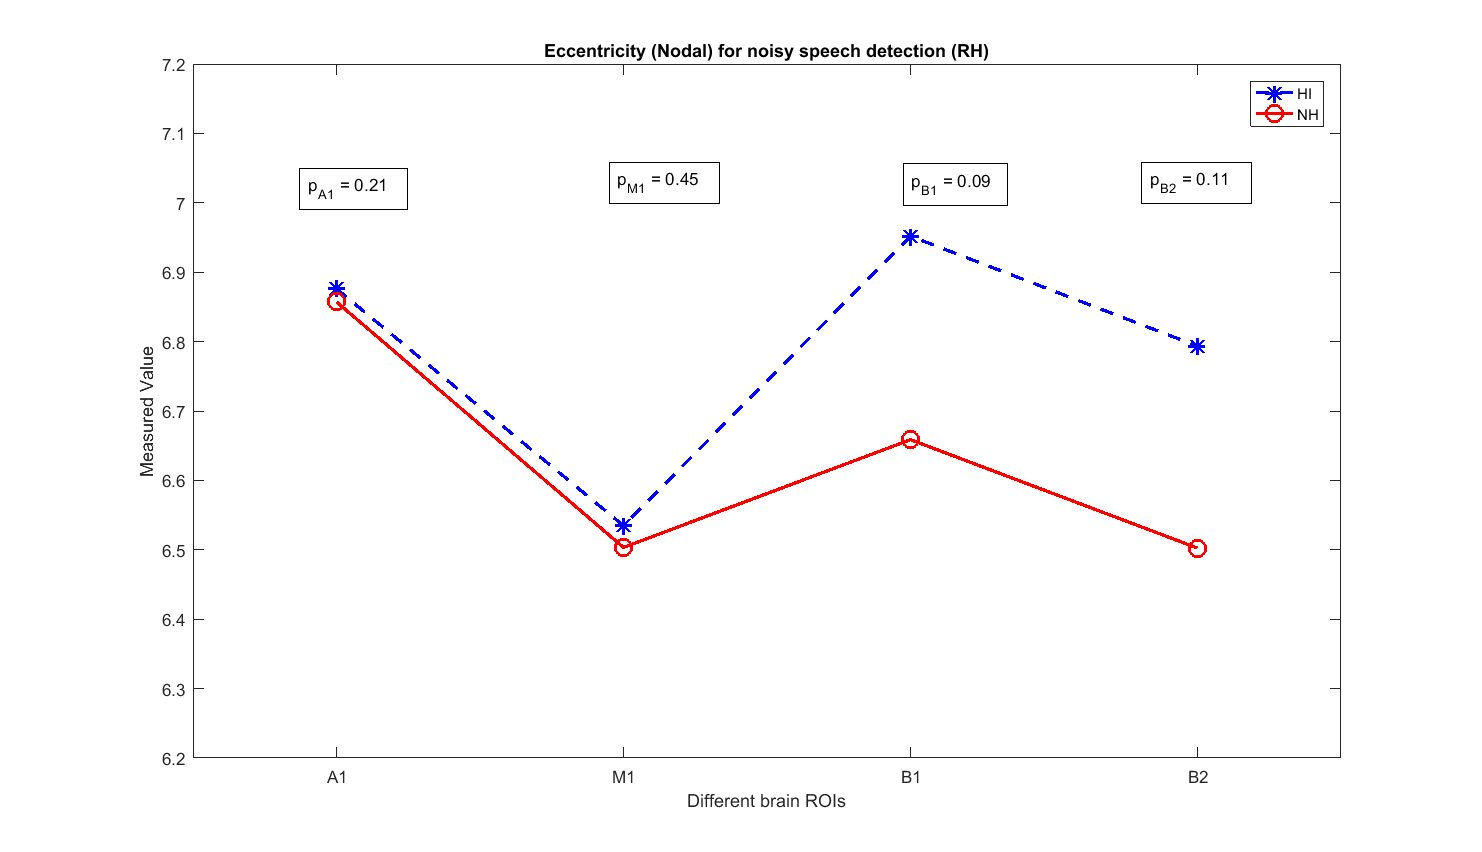 Eccentricity (Nodal) for noisy speech detection (RH)
HI
NH
p_A1 = 0.21
p_M1 = 0.45
p_B1 = 0.09
p_B2 = 0.11
7.2
7.1
7
6.9
6.8
6.7
6.6
6.5
6.4
6.3
6.2
Measured Value
A1
M1
B1
B2
Different brain ROIs